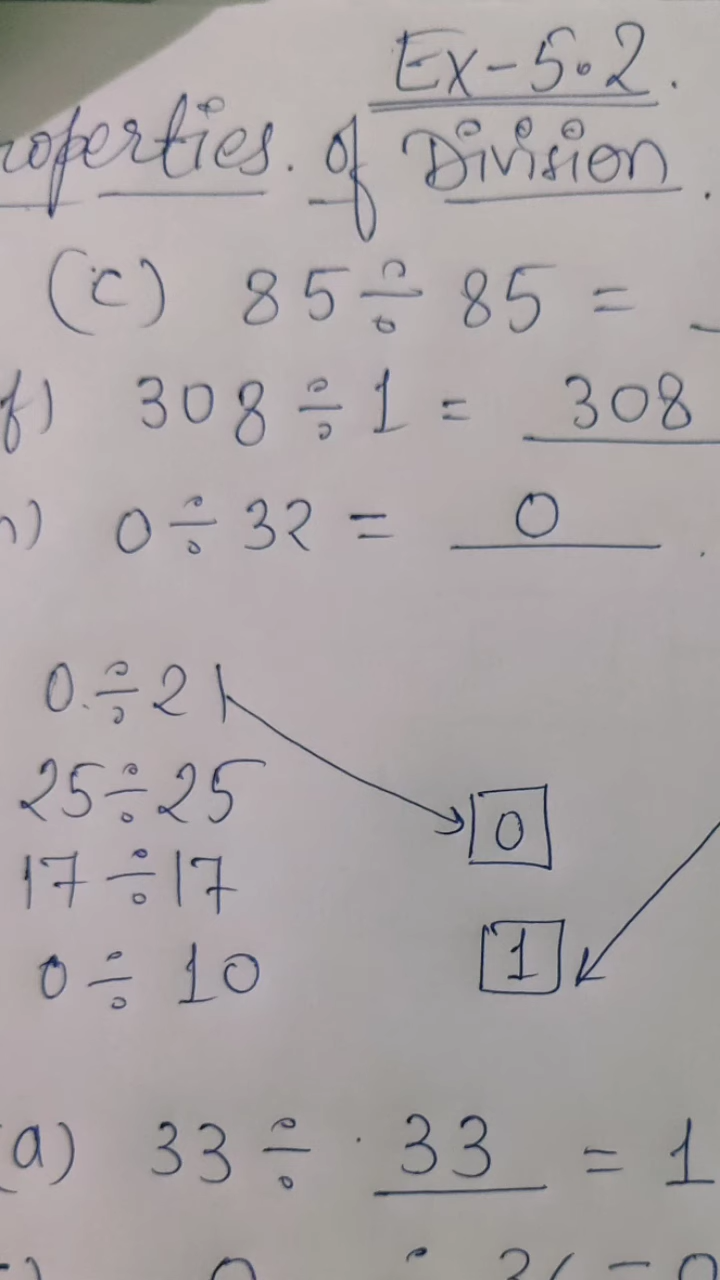 Ex-5.2.
roperties. of Division.
(c) 85 ÷ 85 =
f) 308 ÷ 1 = 308
) 0 ÷ 32 = 0 .
0 ÷ 21
25 ÷ 25
0
17 ÷ 17
1
0 ÷ 10
(a) 33 ÷ 33 = 1